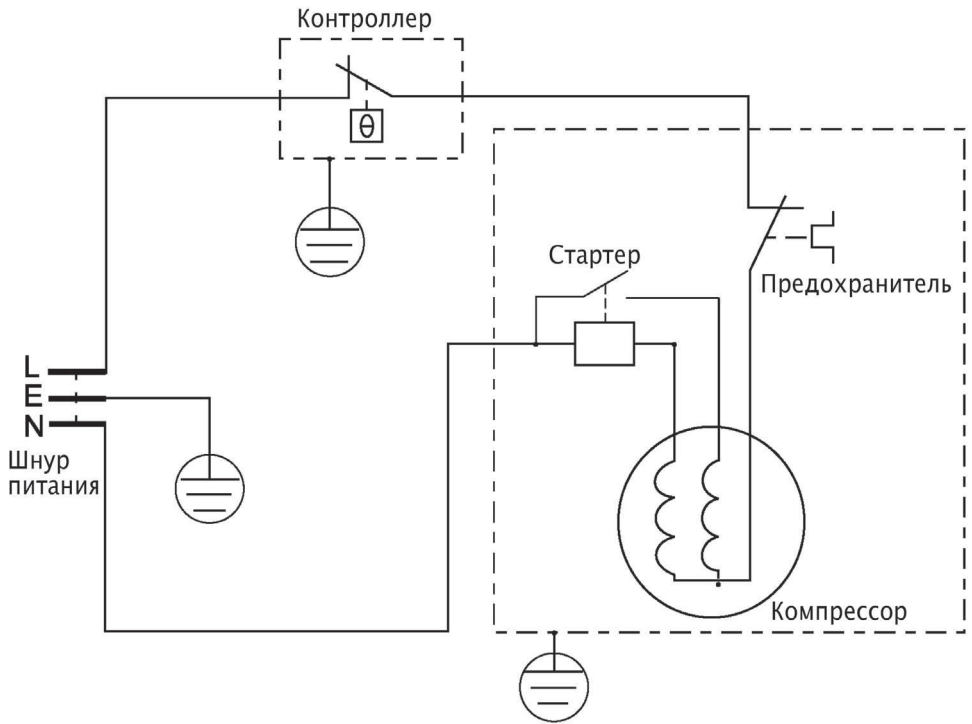 Контроллер
θ
Стартер
Предохранитель
L
E
N
Шнур
питания
Компрессор